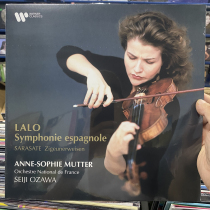 LALO
Symphonie espagnole
SARASATE Zigeunerweisen
ANNE-SOPHIE MUTTER
Orchestre National de France
SEIJI OZAWA